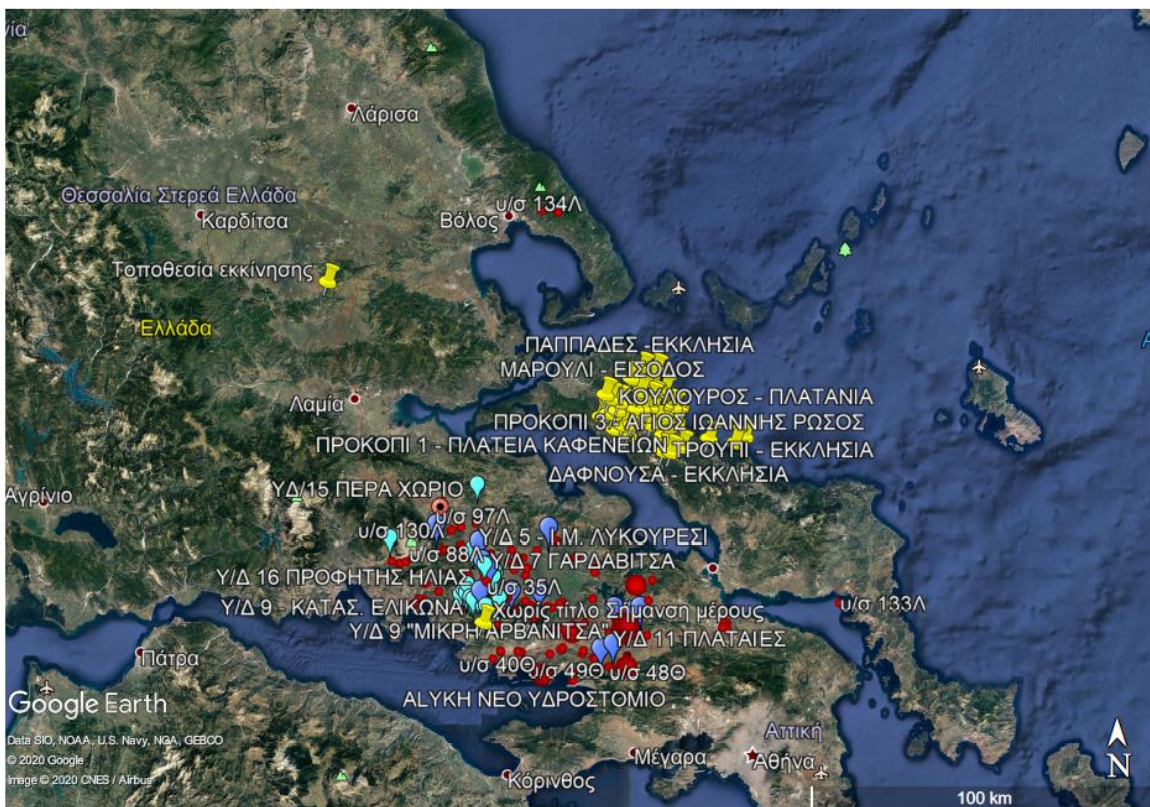 νία
Λάρισα
Θεσσαλία Στερεά Ελλάδα
Καρδίτσα
υ/σ 134Λ
Βόλος
Τοποθεσία εκκίνησης
Ελλάδα
ΠΑΠΠΑΔΕΣ -ΕΚΚΛΗΣΙΑ
ΜΑΡΟΥΛΙ - ΕΙΣΟΔΟΣ
Λαμία
ΚΟΥΛΟΥΡΟΣ - ΠΛΑΤΑΝΙΑ
ΠΡΟΚΟΠΙ 3 - ΑΓΙΟΣ ΙΩΑΝΝΗΣ ΡΩΣΟΣ
ΠΡΟΚΟΠΙ 1 - ΠΛΑΤΕΙΑ ΚΑΦΕΝΕΙΩΝ
ΤΡΟΥΠΙ - ΕΚΚΛΗΣΙΑ
ΔΑΦΝΟΥΣΑ - ΕΚΚΛΗΣΙΑ
Αγρίνιο
ΥΔ/15 ΠΕΡΑ ΧΩΡΙΟ
υ/σ 97Λ
υ/σ 130Λ
Υ/Δ 5 - Ι.Μ. ΛΥΚΟΥΡΕΣΙ
υ/σ 88Λ
Υ/Δ 7 ΓΑΡΔΑΒΙΤΣΑ
Υ/Δ 16 ΠΡΟΦΗΤΗΣ ΗΛΙΑΣ
υ/σ 35Λ
Υ/Δ 9 - ΚΑΤΑΣ. ΕΛΙΚΩΝΑ
Χωρίς τίτλο Σήμανση μέρους
υ/σ 133Λ
Υ/Δ 9 "ΜΙΚΡΗ ΑΡΒΑΝΙΤΣΑ"
Υ/Δ 11 ΠΛΑΤΑΙΕΣ
Πάτρα
υ/σ 40Θ
υ/σ 49Θ
υ/σ 48Θ
ALYKH ΝΕΟ ΥΔΡΟΣΤΟΜΙΟ
Google Earth
Αττική
Data SIO, NOAA, U.S. Navy, NGA, GEBCO
© 2020 Google
Image © 2020 CNES / Airbus
Μέγαρα
Αθήνα
Κόρινθος
N
100 km